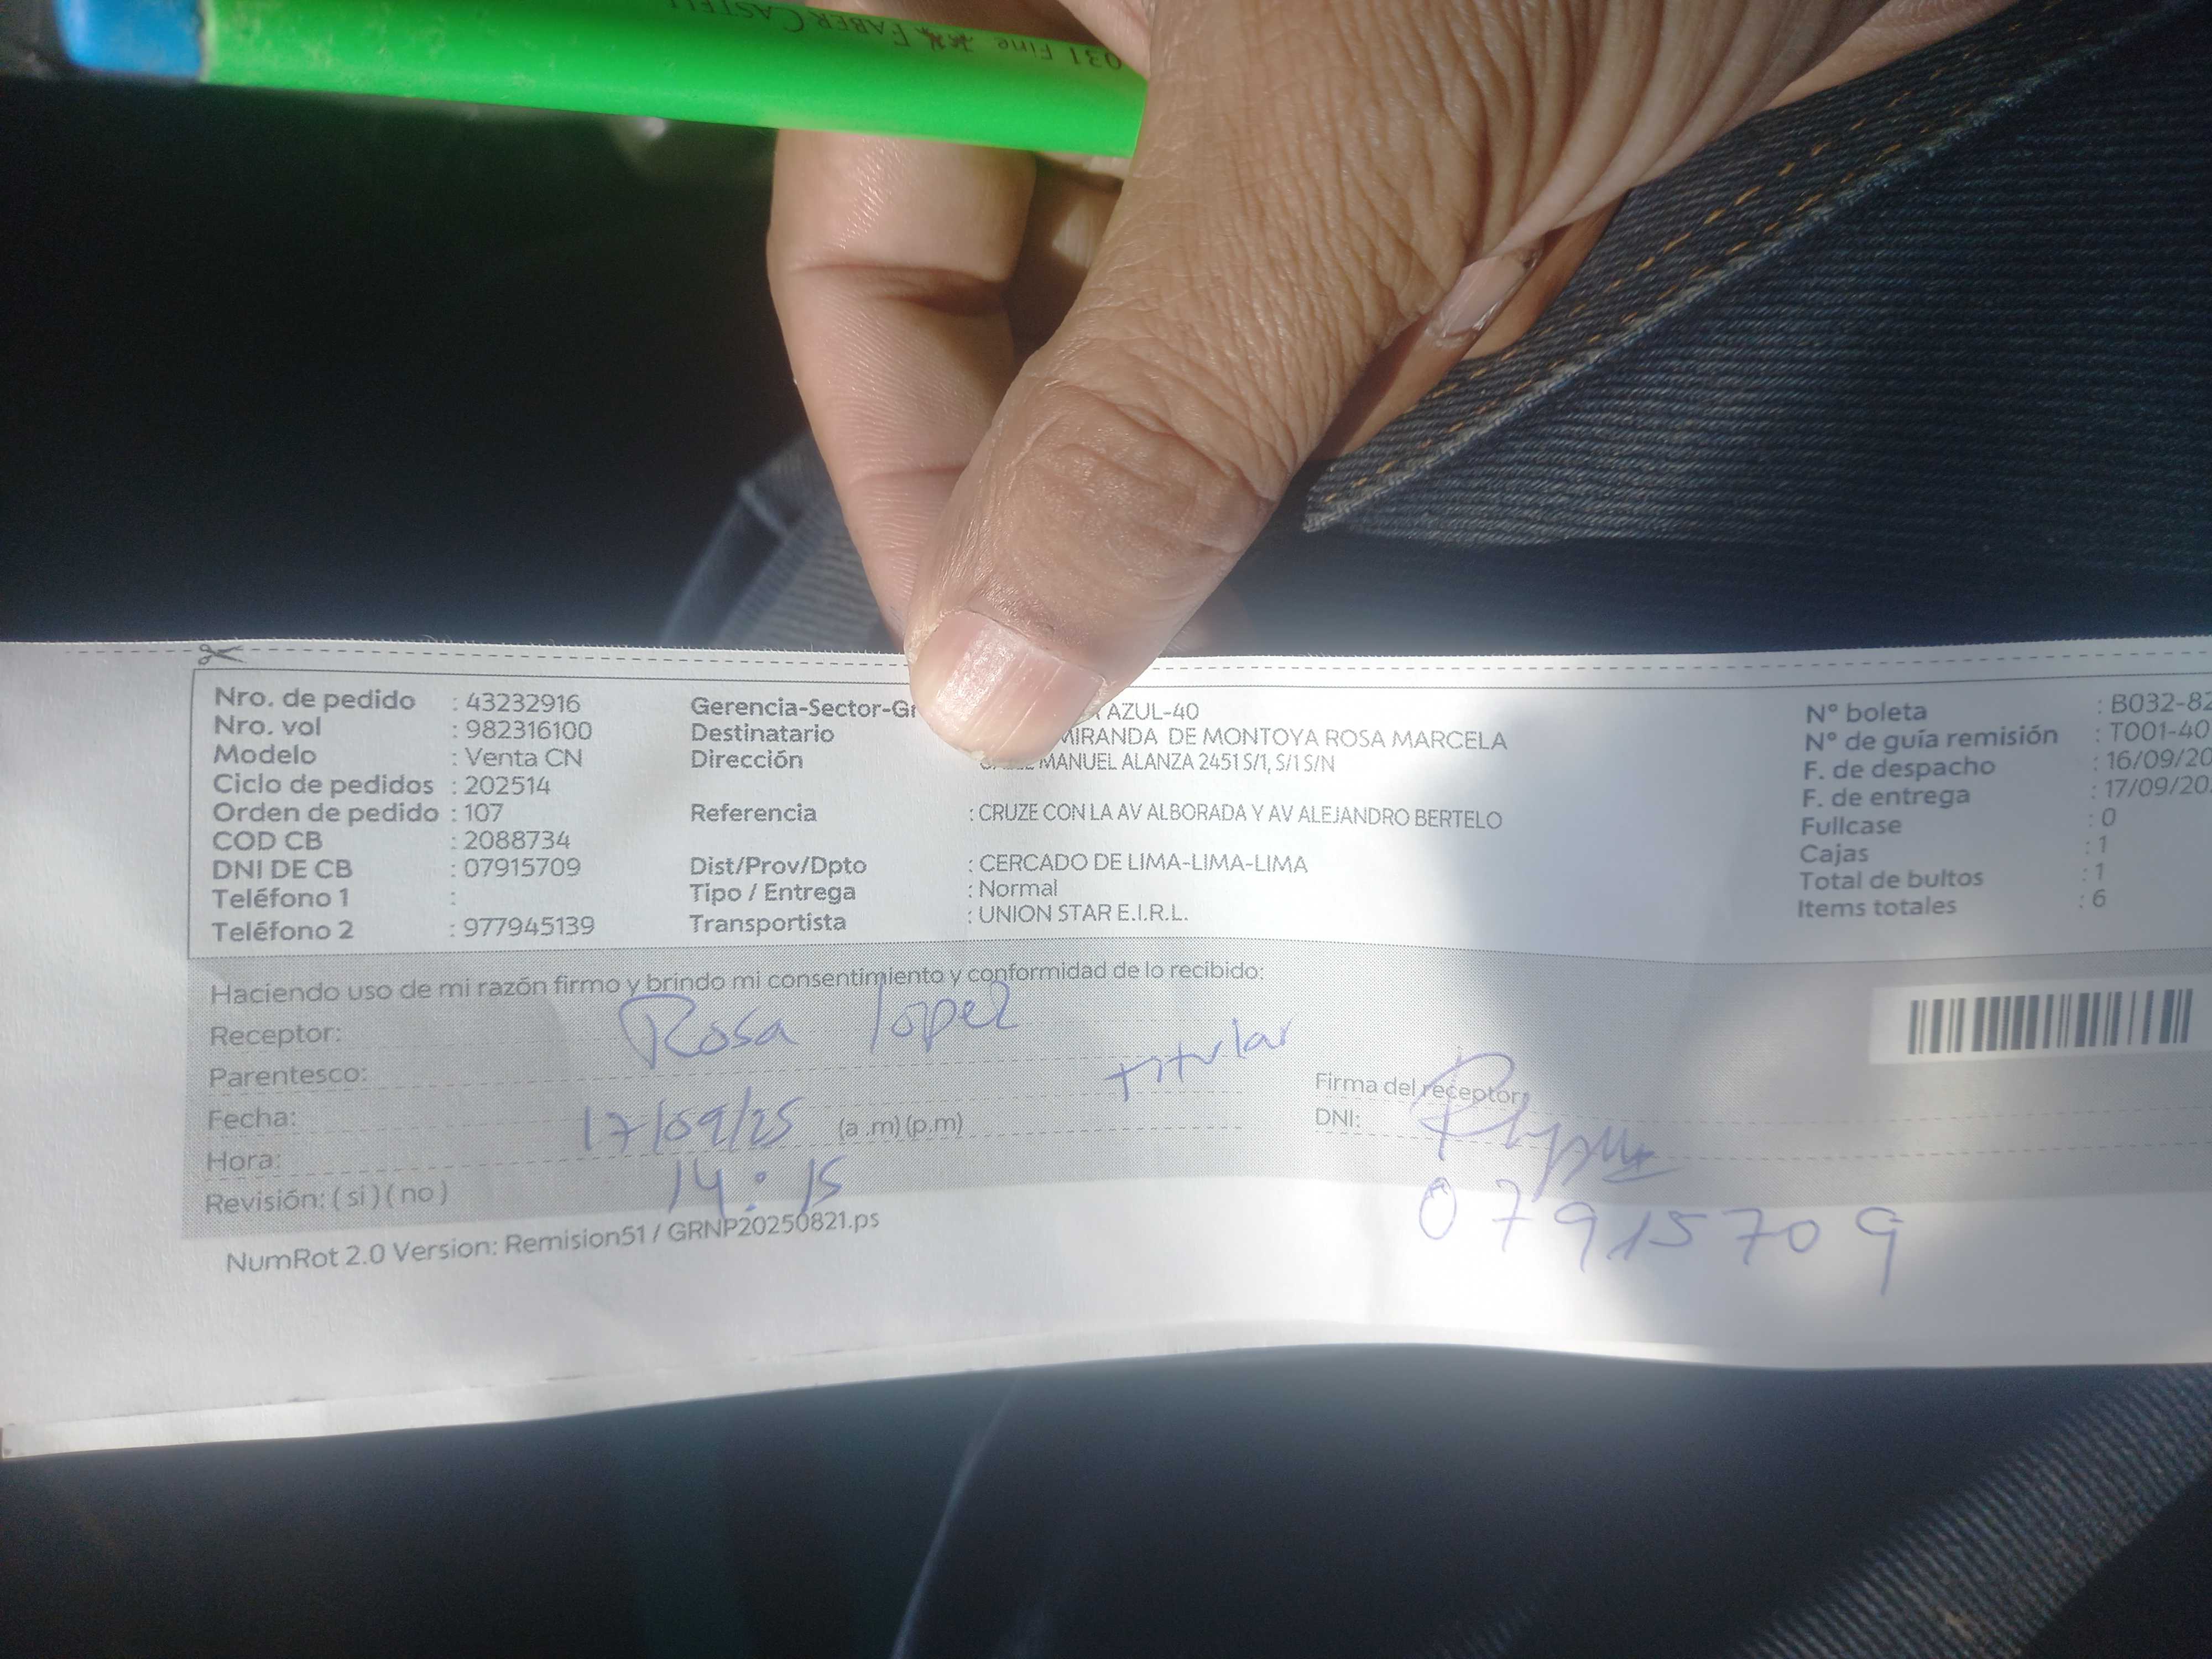 031 Fine FABER CASTELL
Nro. de pedido : 43232916
Nro. vol : 982316100
Modelo : Venta CN
Ciclo de pedidos : 202514
Orden de pedido : 107
COD CB : 2088734
DNI DE CB : 07915709
Teléfono 1 :
Teléfono 2 : 977945139
Gerencia-Sector-Gr AZUL-40
Destinatario MIRANDA DE MONTOYA ROSA MARCELA
Dirección MANUEL ALANZA 2451 S/1, S/1 S/N
Referencia : CRUZE CON LA AV ALBORADA Y AV ALEJANDRO BERTELO
Dist/Prov/Dpto : CERCADO DE LIMA-LIMA-LIMA
Tipo / Entrega : Normal
Transportista : UNION STAR E.I.R.L.
N° boleta : B032-82
N° de guía remisión : T001-40
F. de despacho : 16/09/20
F. de entrega : 17/09/20
Fullcase : 0
Cajas : 1
Total de bultos : 1
Items totales : 6
Haciendo uso de mi razón firmo y brindo mi consentimiento y conformidad de lo recibido:
Receptor: Rosa lopez
Parentesco: titular
Fecha: 17/09/25 (a .m) (p.m)
Hora: 14:15
Revisión: ( si ) ( no )
Firma del receptor:
DNI: 07915709
NumRot 2.0 Version: Remision51 / GRNP20250821.ps